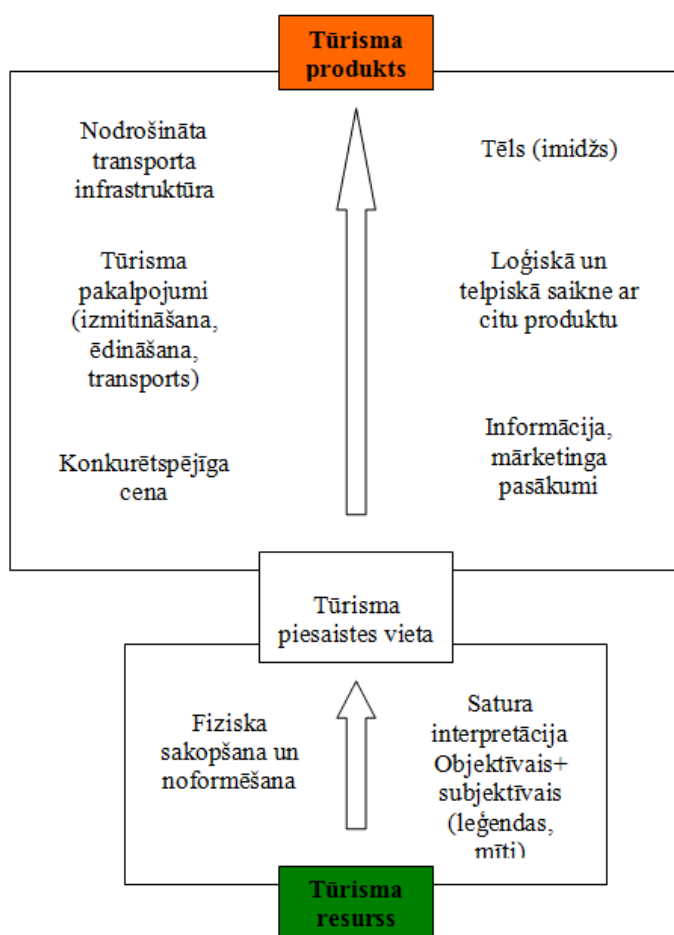 Tūrisma
produkts
Nodrošināta
transporta
infrastruktūra
Tēls (imidžs)
Tūrisma
pakalpojumi
(izmitināšana,
ēdināšana,
transports)
Loģiskā un
telpiskā saikne ar
citu produktu
Konkurētspējīga
cena
Informācija,
mārketinga
pasākumi
Tūrisma
piesaistes vieta
Fiziska
sakopšana un
noformēšana
Satura
interpretācija
Objektīvais+
subjektīvais
(leģendas,
mīti)
Tūrisma
resurss